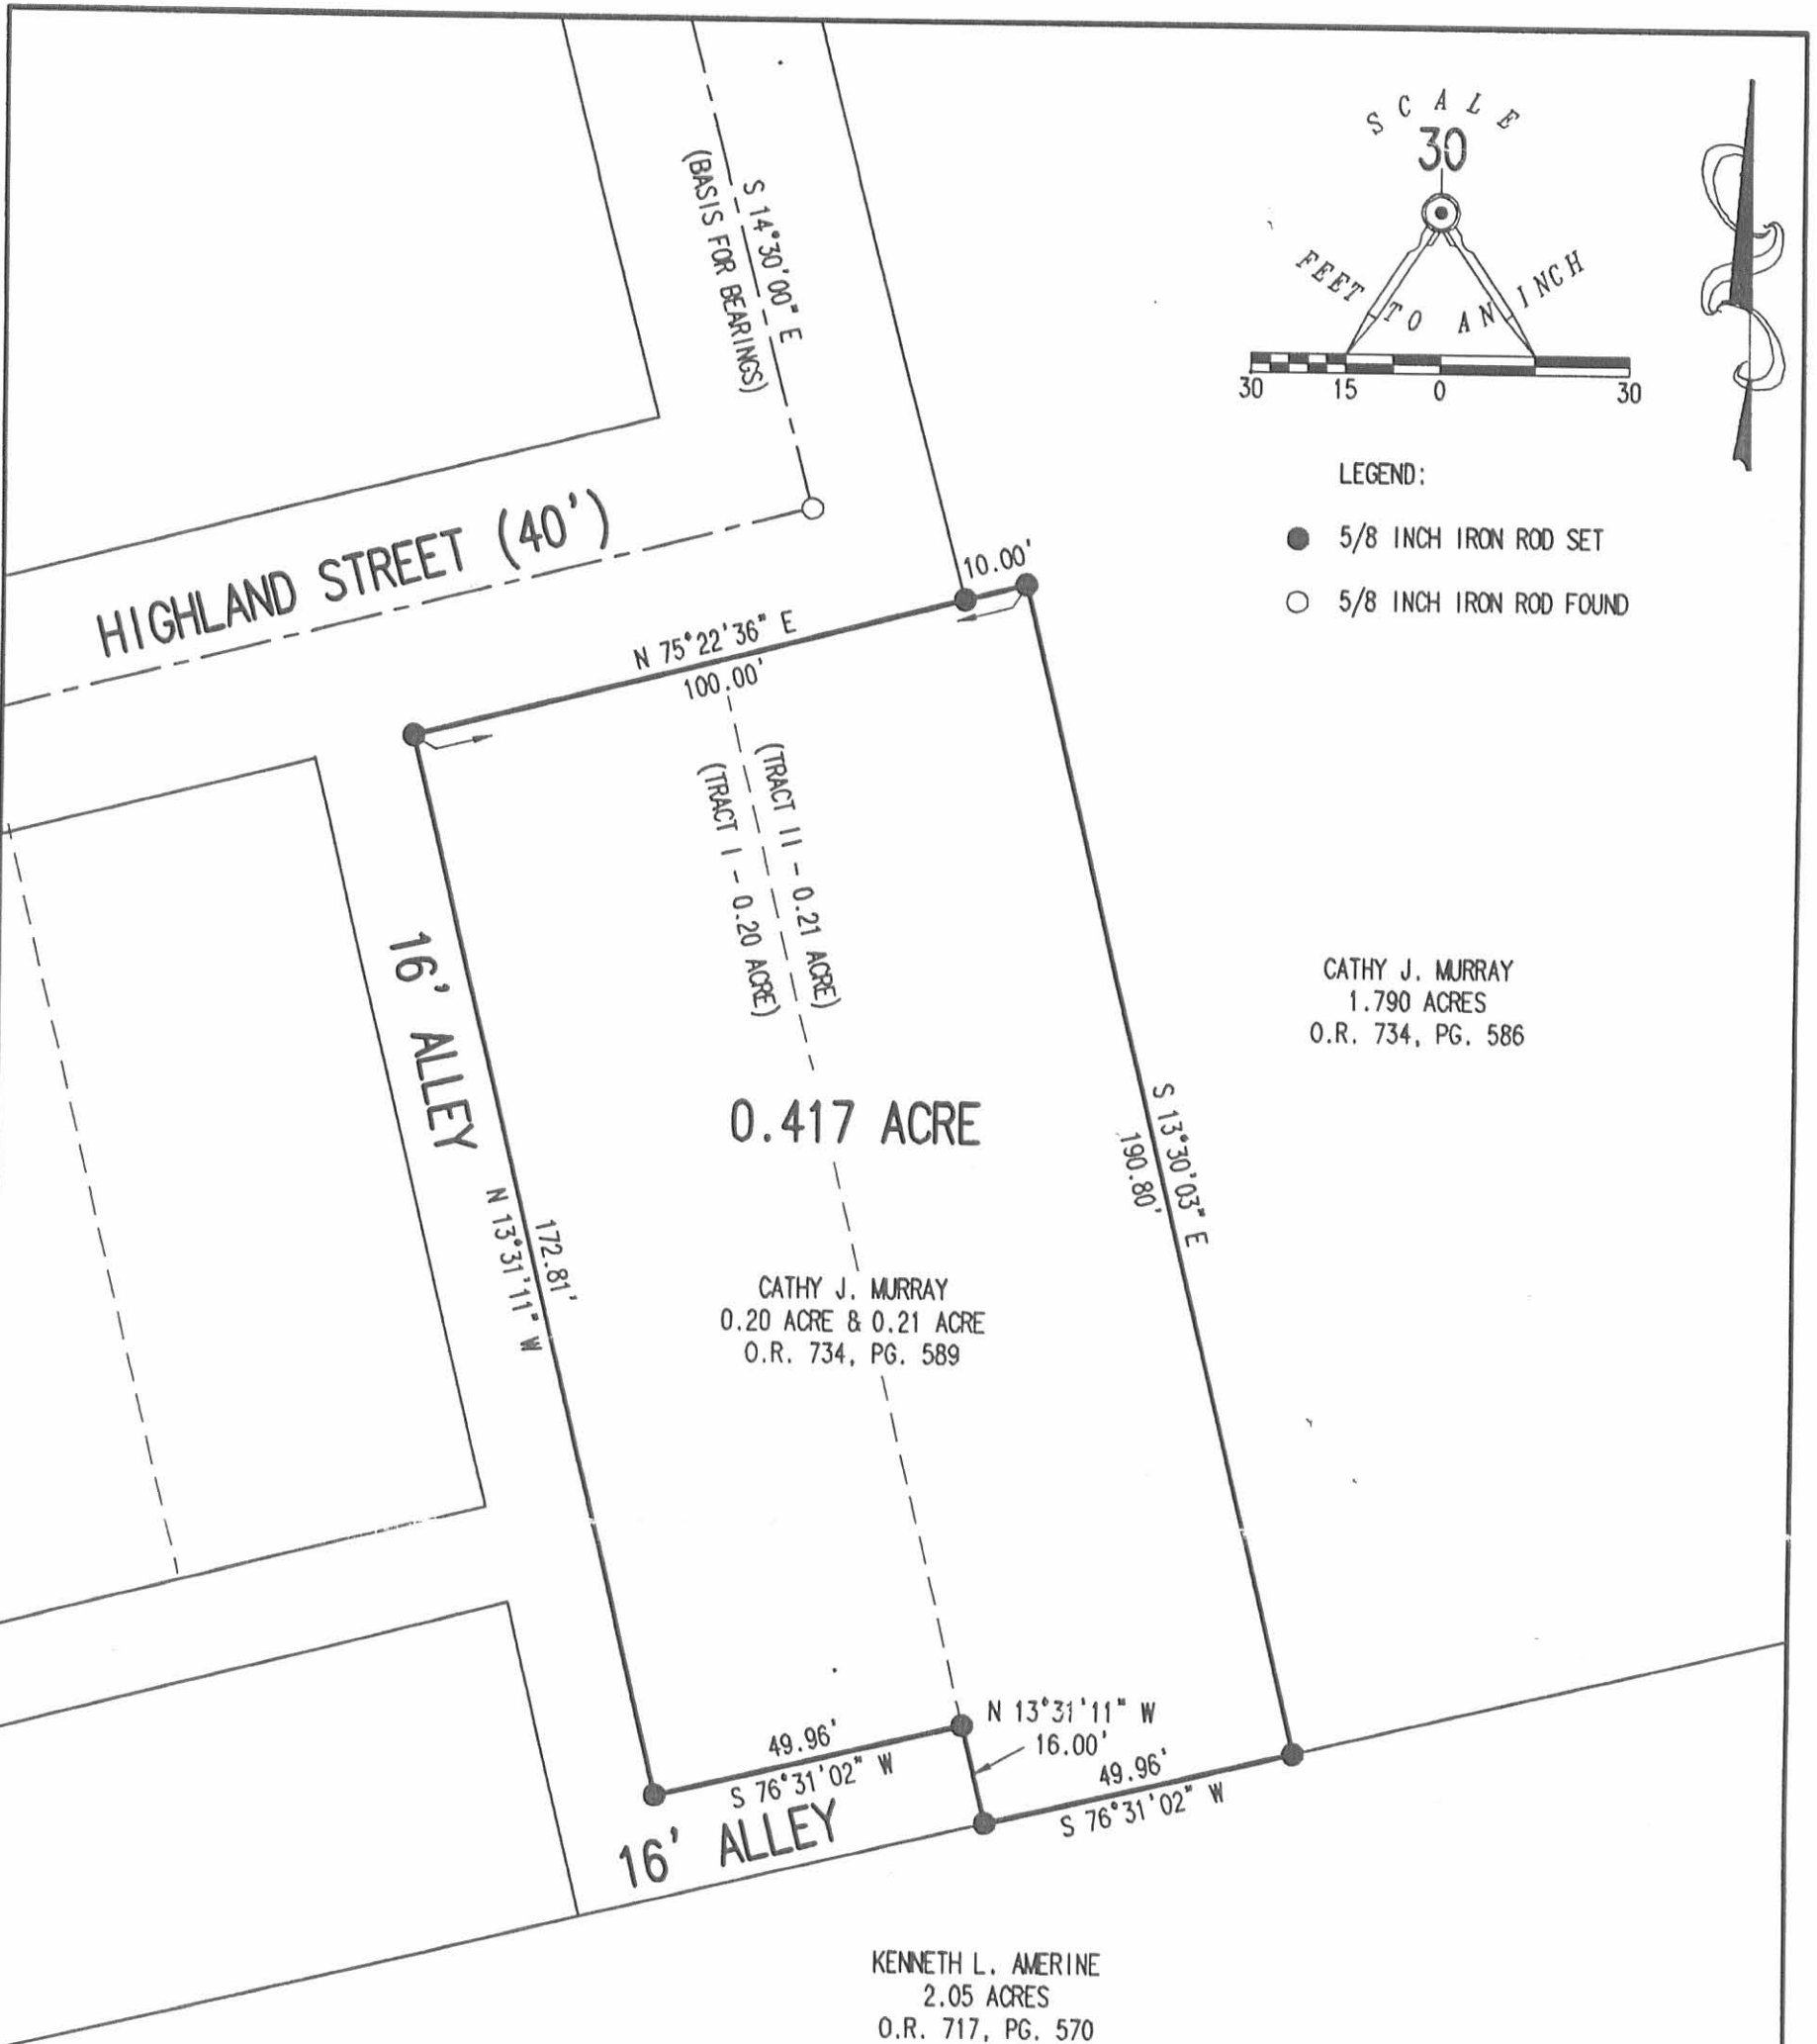 SCALE
30
FEET TO AN INCH
30 15 0 30
S 14°30'00" E
(BASIS FOR BEARINGS)
LEGEND:
5/8 INCH IRON ROD SET
5/8 INCH IRON ROD FOUND
HIGHLAND STREET (40')
10.00'
N 75°22'36" E
100.00'
(TRACT II - 0.21 ACRE)
(TRACT I - 0.20 ACRE)
16' ALLEY
CATHY J. MURRAY
1.790 ACRES
O.R. 734, PG. 586
0.417 ACRE
S 13°30'03" E
190.80'
172.81'
N 13°31'11" W
CATHY J. MURRAY
0.20 ACRE & 0.21 ACRE
O.R. 734, PG. 589
N 13°31'11" W
16.00'
49.96'
S 76°31'02" W
49.96'
S 76°31'02" W
16' ALLEY
KENNETH L. AMERINE
2.05 ACRES
O.R. 717, PG. 570